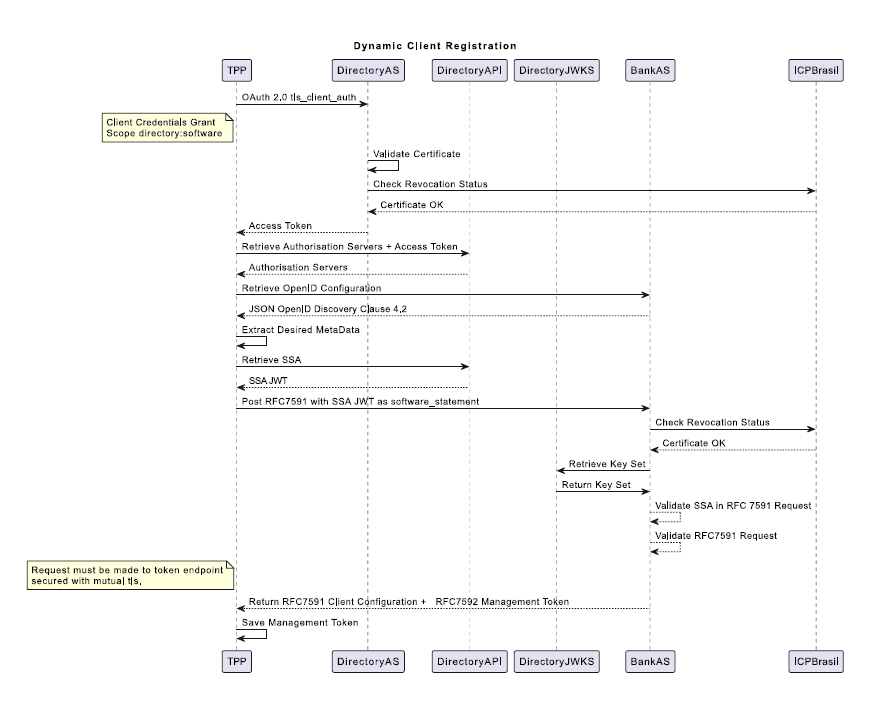 Dynamic Client Registration
TPP DirectoryAS DirectoryAPI DirectoryJWKS BankAS ICPBrasil
OAuth 2.0 tls_client_auth
Client Credentials Grant
Scope directory:software
Validate Certificate
Check Revocation Status
Certificate OK
Access Token
Retrieve Authorisation Servers + Access Token
Authorisation Servers
Retrieve OpenID Configuration
JSON OpenID Discovery Clause 4.2
Extract Desired MetaData
Retrieve SSA
SSA JWT
Post RFC7591 with SSA JWT as software_statement
Check Revocation Status
Certificate OK
Retrieve Key Set
Return Key Set
Validate SSA in RFC 7591 Request
Validate RFC7591 Request
Request must be made to token endpoint
secured with mutual tls.
Return RFC7591 Client Configuration + RFC7592 Management Token
Save Management Token
TPP DirectoryAS DirectoryAPI DirectoryJWKS BankAS ICPBrasil